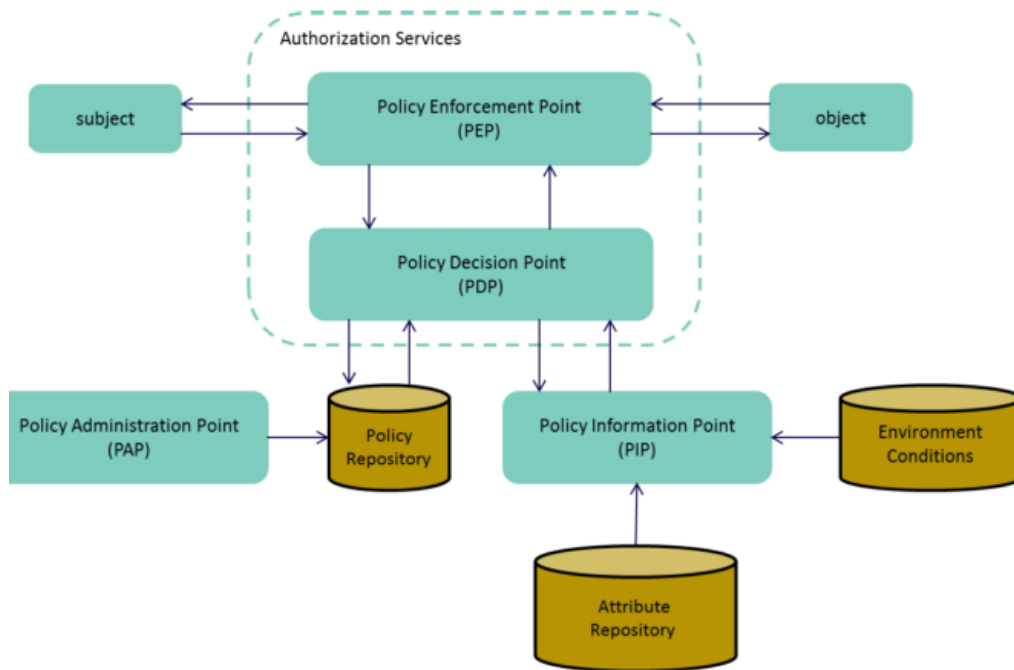 Authorization Services
subject
Policy Enforcement Point
(PEP)
object
Policy Decision Point
(PDP)
Policy Administration Point
(PAP)
Policy
Repository
Policy Information Point
(PIP)
Environment
Conditions
Attribute
Repository